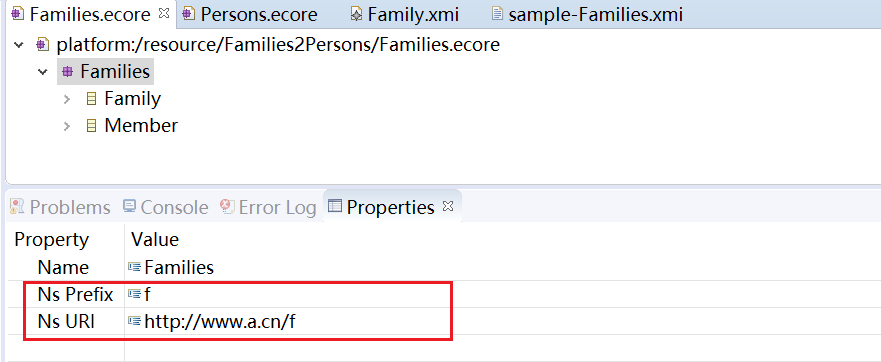 Families.ecore Persons.ecore Family.xmi sample-Families.xmi
platform:/resource/Families2Persons/Families.ecore
Families
Family
Member
Problems Console Error Log Properties
Property Value
Name Families
Ns Prefix f
Ns URI http://www.a.cn/f